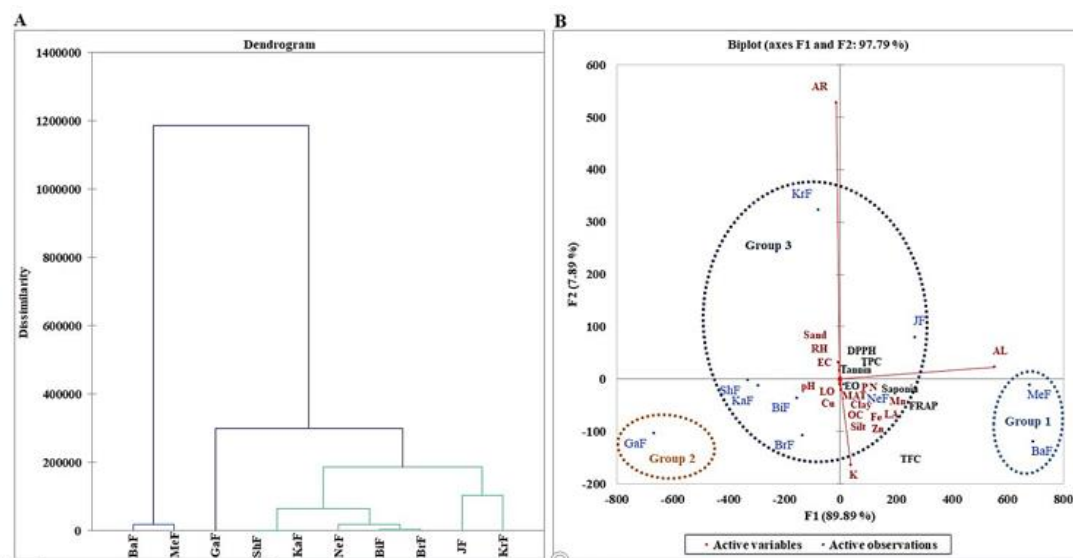 A
Dendrogram
Dissimilarity
1400000
1200000
1000000
800000
600000
400000
200000
0
BaF
MeF
GaF
ShF
KaF
NeF
BiF
BrF
JF
KrF
B
Biplot (axes F1 and F2: 97.79 %)
F2 (7.89 %)
600
500
400
300
200
100
0
-100
-200
AR
KrF
Group 3
JF
Sand
RH
EC
DPPH
TPC
Tannin
AL
pH
LO
Cu
EO
PN
MAT
Clay
OC
Silt
NeF
Saponin
Mn
FRAP
Fe
LA
Zn
TFC
K
ShF
KaF
BiF
BrF
GaF
Group 2
MeF
Group 1
BaF
-800
-600
-400
-200
0
200
400
600
800
F1 (89.89 %)
Active variables
Active observations